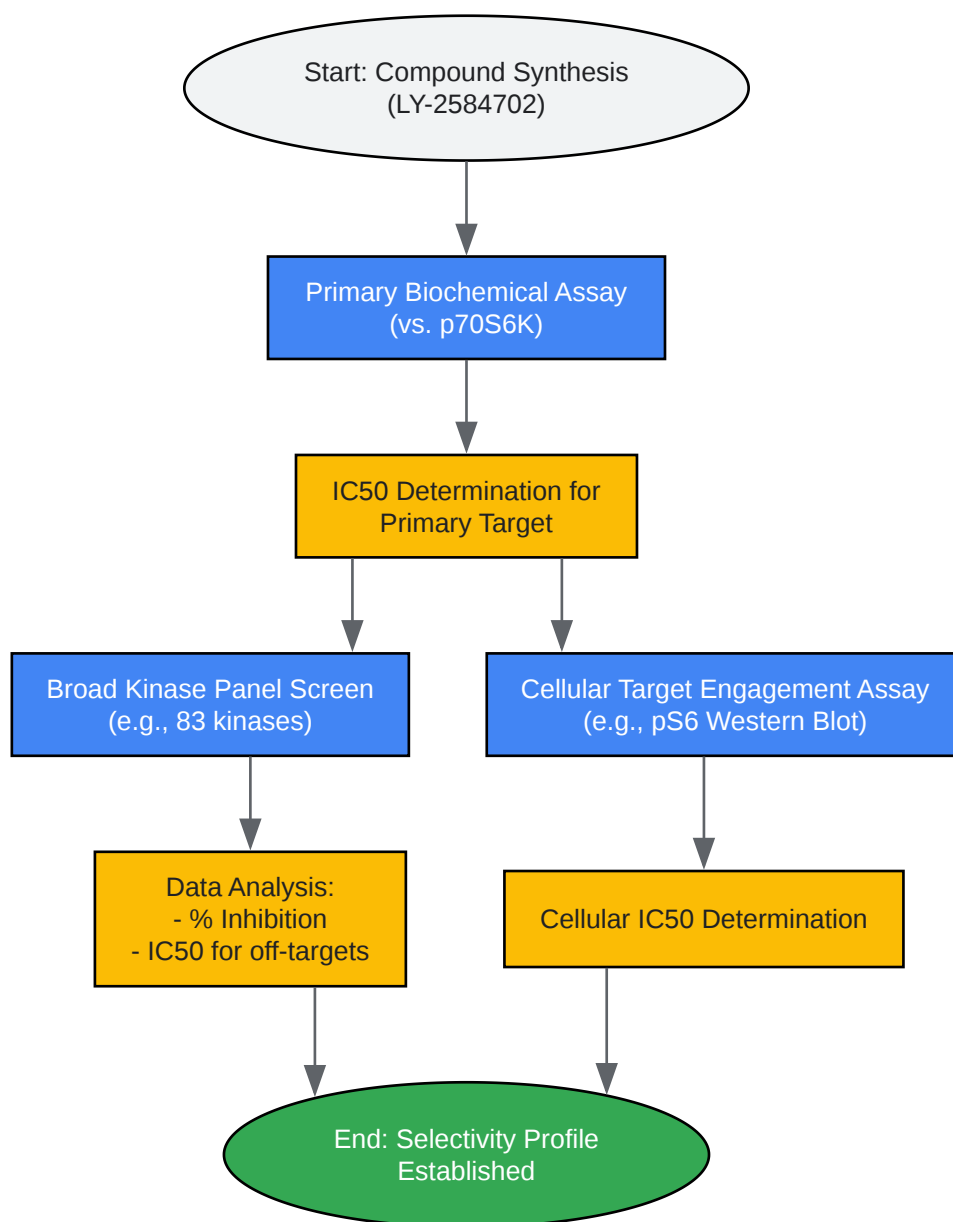 Start: Compound Synthesis
(LY-2584702)
Primary Biochemical Assay
(vs. p70S6K)
IC50 Determination for
Primary Target
Broad Kinase Panel Screen
(e.g., 83 kinases)
Cellular Target Engagement Assay
(e.g., pS6 Western Blot)
Data Analysis:
- % Inhibition
- IC50 for off-targets
Cellular IC50 Determination
End: Selectivity Profile
Established